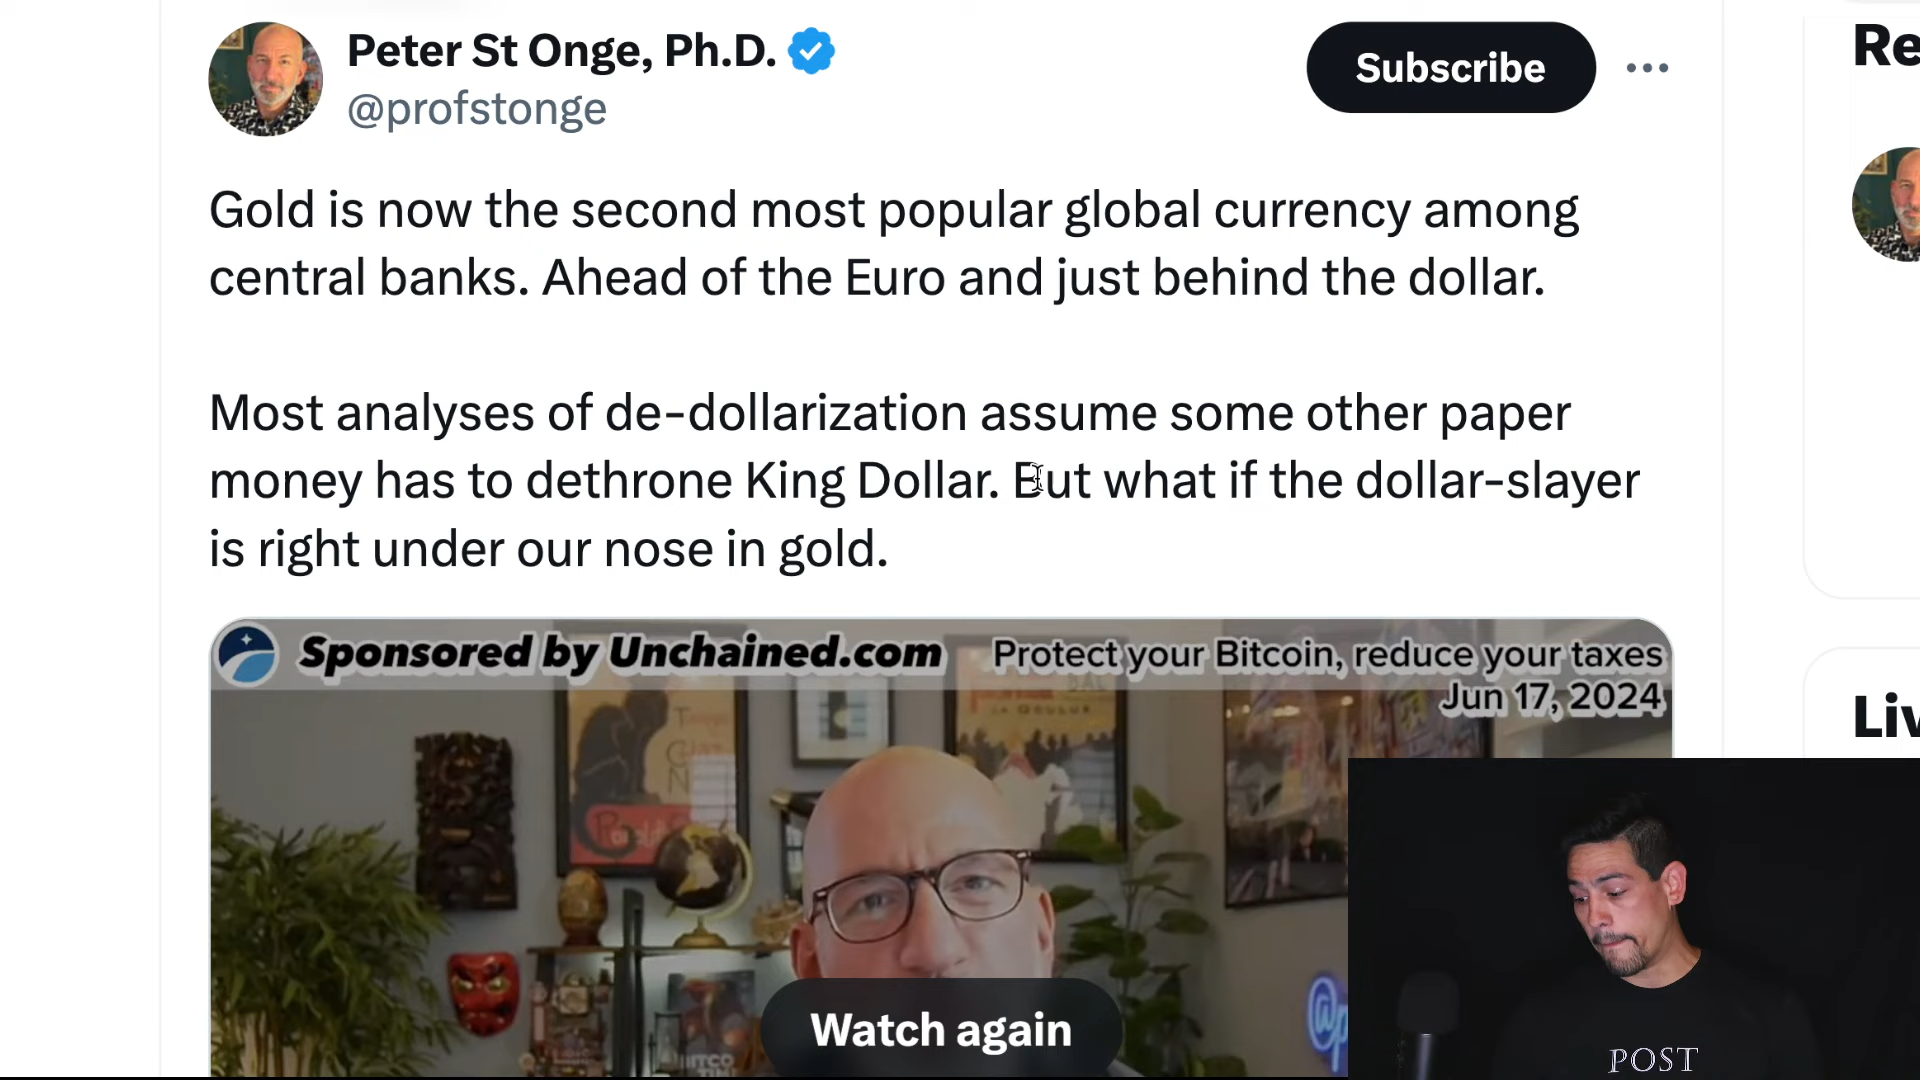 Peter St Onge, Ph.D.
@profstonge
Subscribe
Re
Gold is now the second most popular global currency among
central banks. Ahead of the Euro and just behind the dollar.
Most analyses of de-dollarization assume some other paper
money has to dethrone King Dollar. But what if the dollar-slayer
is right under our nose in gold.
Sponsored by Unchained.com
Protect your Bitcoin, reduce your taxes
Jun 17, 2024
Liv
Watch again
@p
POST